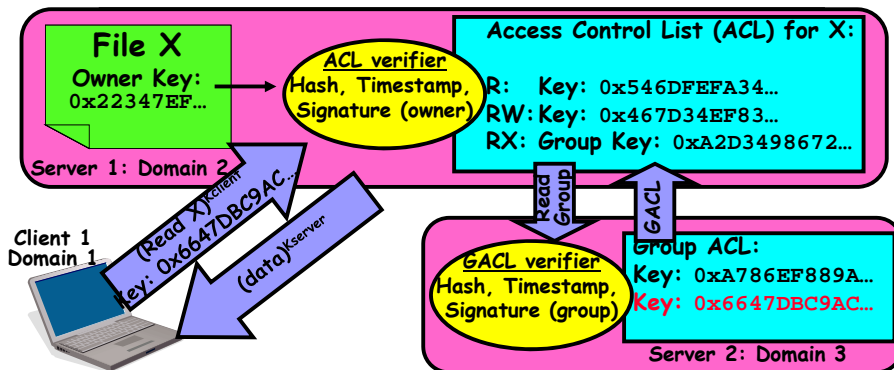 File X
Owner Key:
0x22347EF…
ACL verifier
Hash, Timestamp,
Signature (owner)
Access Control List (ACL) for X:
R: Key: 0x546DFEFA34…
RW: Key: 0x467D34EF83…
RX: Group Key: 0xA2D3498672…
Server 1: Domain 2
Client 1
Domain 1
(Read X)Kclient
Key: 0x6647DBC9AC…
(data)Kserver
Read
Group
GACL
GACL verifier
Hash, Timestamp,
Signature (group)
Group ACL:
Key: 0xA786EF889A…
Key: 0x6647DBC9AC…
Server 2: Domain 3